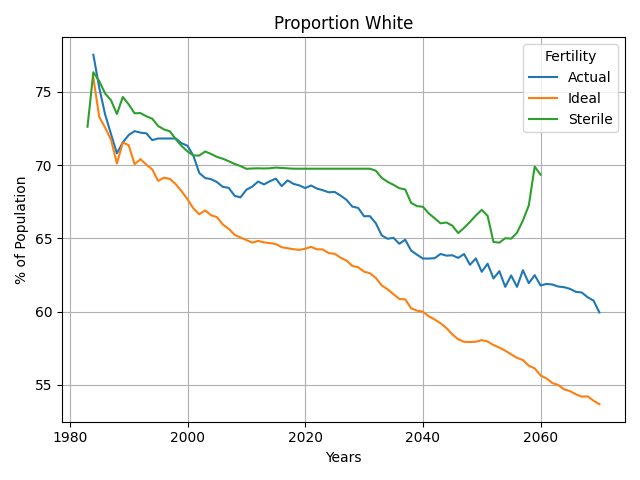 Proportion White
% of Population
75
70
65
60
55
1980
2000
2020
2040
2060
Years
Fertility
Actual
Ideal
Sterile